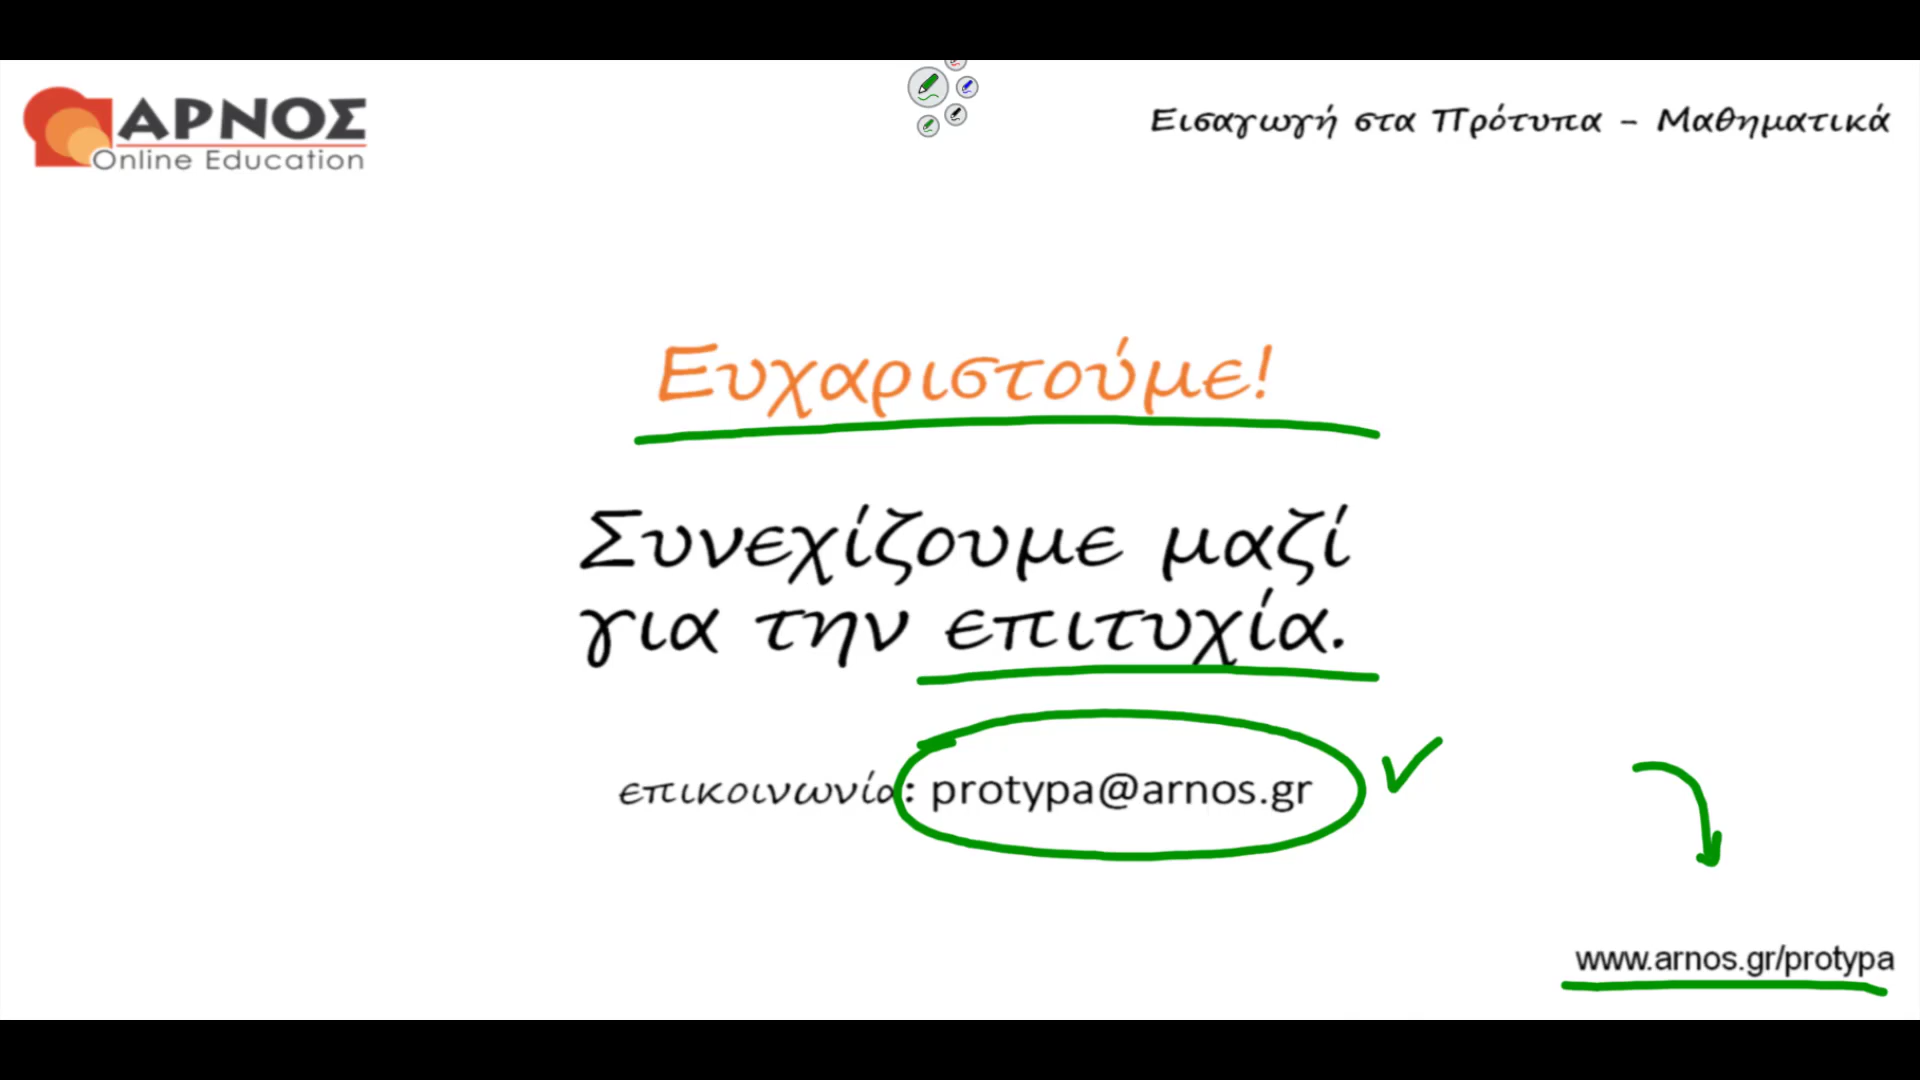 ΑΡΝΟΣ
Online Education
Εισαγωγή στα Πρότυπα - Μαθηματικά
Ευχαριστούμε!
Συνεχίζουμε μαζί
για την επιτυχία.
επικοινωνία: protypa@arnos.gr
www.arnos.gr/protypa